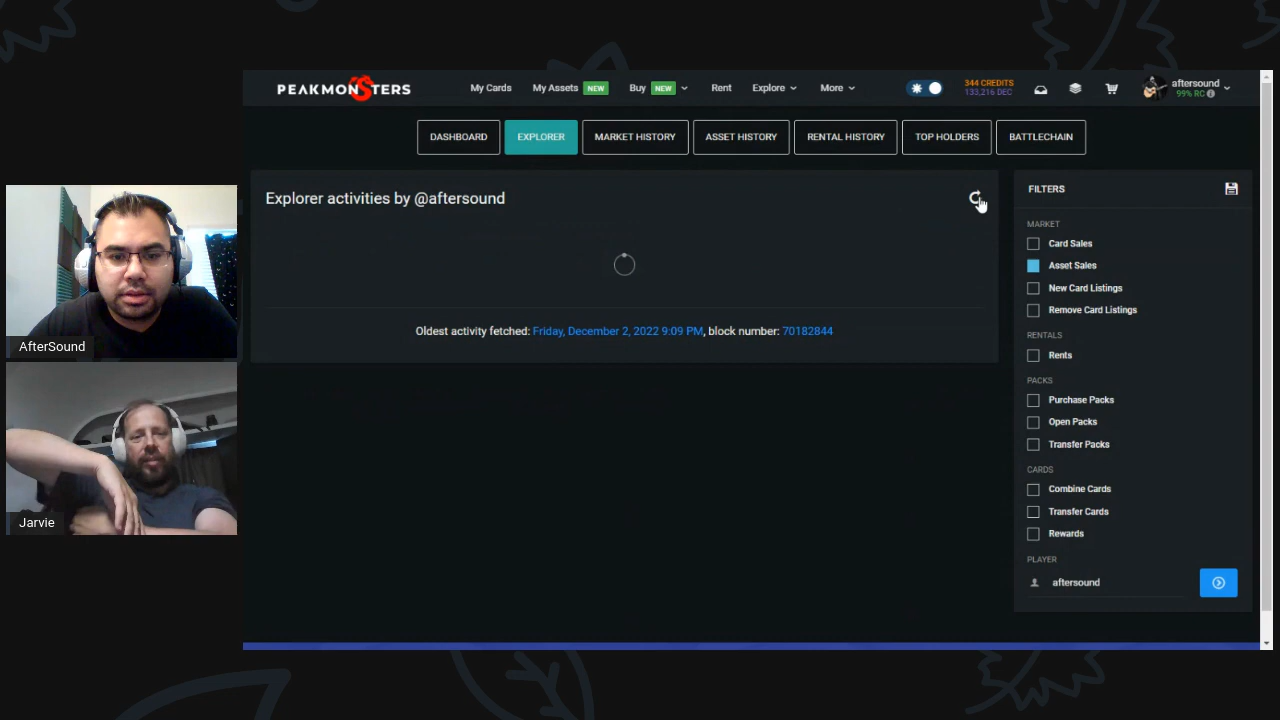 PEAKMONSTERS
My Cards
My Assets NEW
Buy NEW
Rent
Explore
More
344 CREDITS
133,216 DEC
aftersound
99% RC
DASHBOARD
EXPLORER
MARKET HISTORY
ASSET HISTORY
RENTAL HISTORY
TOP HOLDERS
BATTLECHAIN
Explorer activities by @aftersound
Oldest activity fetched: Friday, December 2, 2022 9:09 PM, block number: 70182844
FILTERS
MARKET
Card Sales
Asset Sales
New Card Listings
Remove Card Listings
RENTALS
Rents
PACKS
Purchase Packs
Open Packs
Transfer Packs
CARDS
Combine Cards
Transfer Cards
Rewards
PLAYER
aftersound
AfterSound
Jarvie